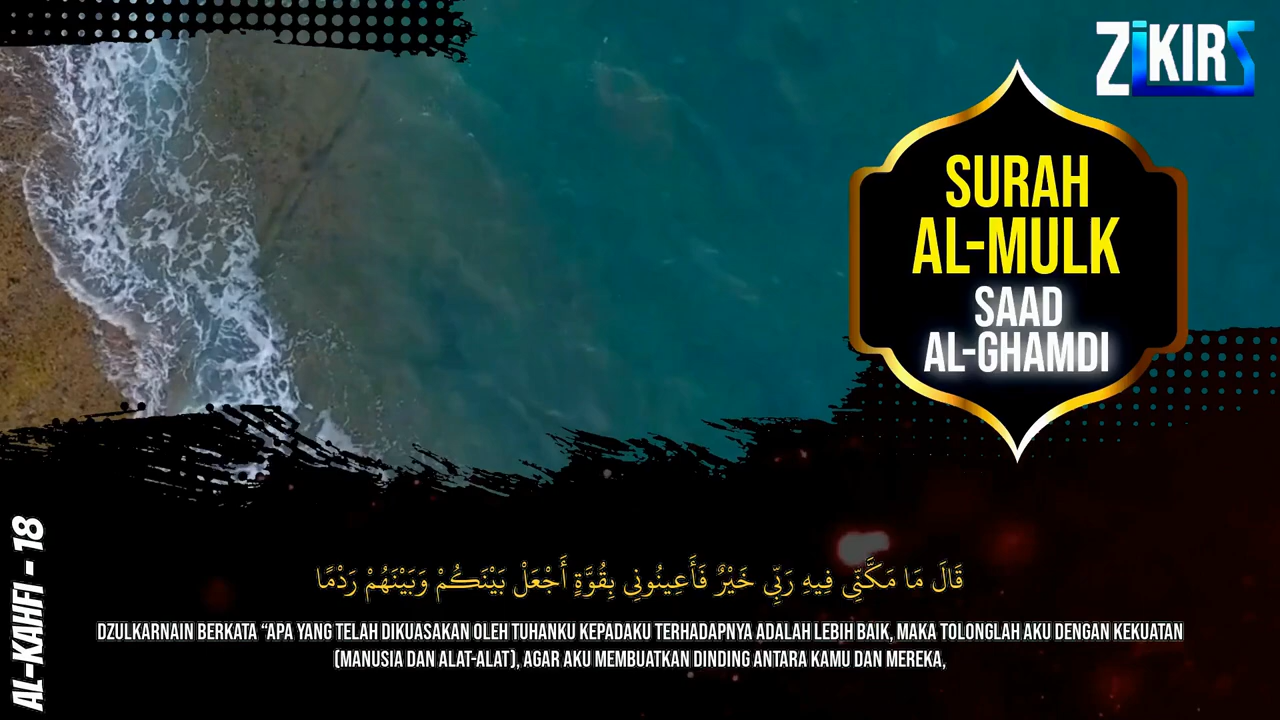 ZIKIRS
SURAH
AL-MULK
SAAD
AL-GHAMDI
AL-KAHFI - 18
قَالَ مَا مَكَّنِّي فِيهِ رَبِّي خَيْرٌ فَأَعِينُونِي بِقُوَّةٍ أَجْعَلْ بَيْنَكُمْ وَبَيْنَهُمْ رَدْمًا
DZULKARNAIN BERKATA “APA YANG TELAH DIKUASAKAN OLEH TUHANKU KEPADAKU TERHADAPNYA ADALAH LEBIH BAIK, MAKA TOLONGLAH AKU DENGAN KEKUATAN
(MANUSIA DAN ALAT-ALAT), AGAR AKU MEMBUATKAN DINDING ANTARA KAMU DAN MEREKA,